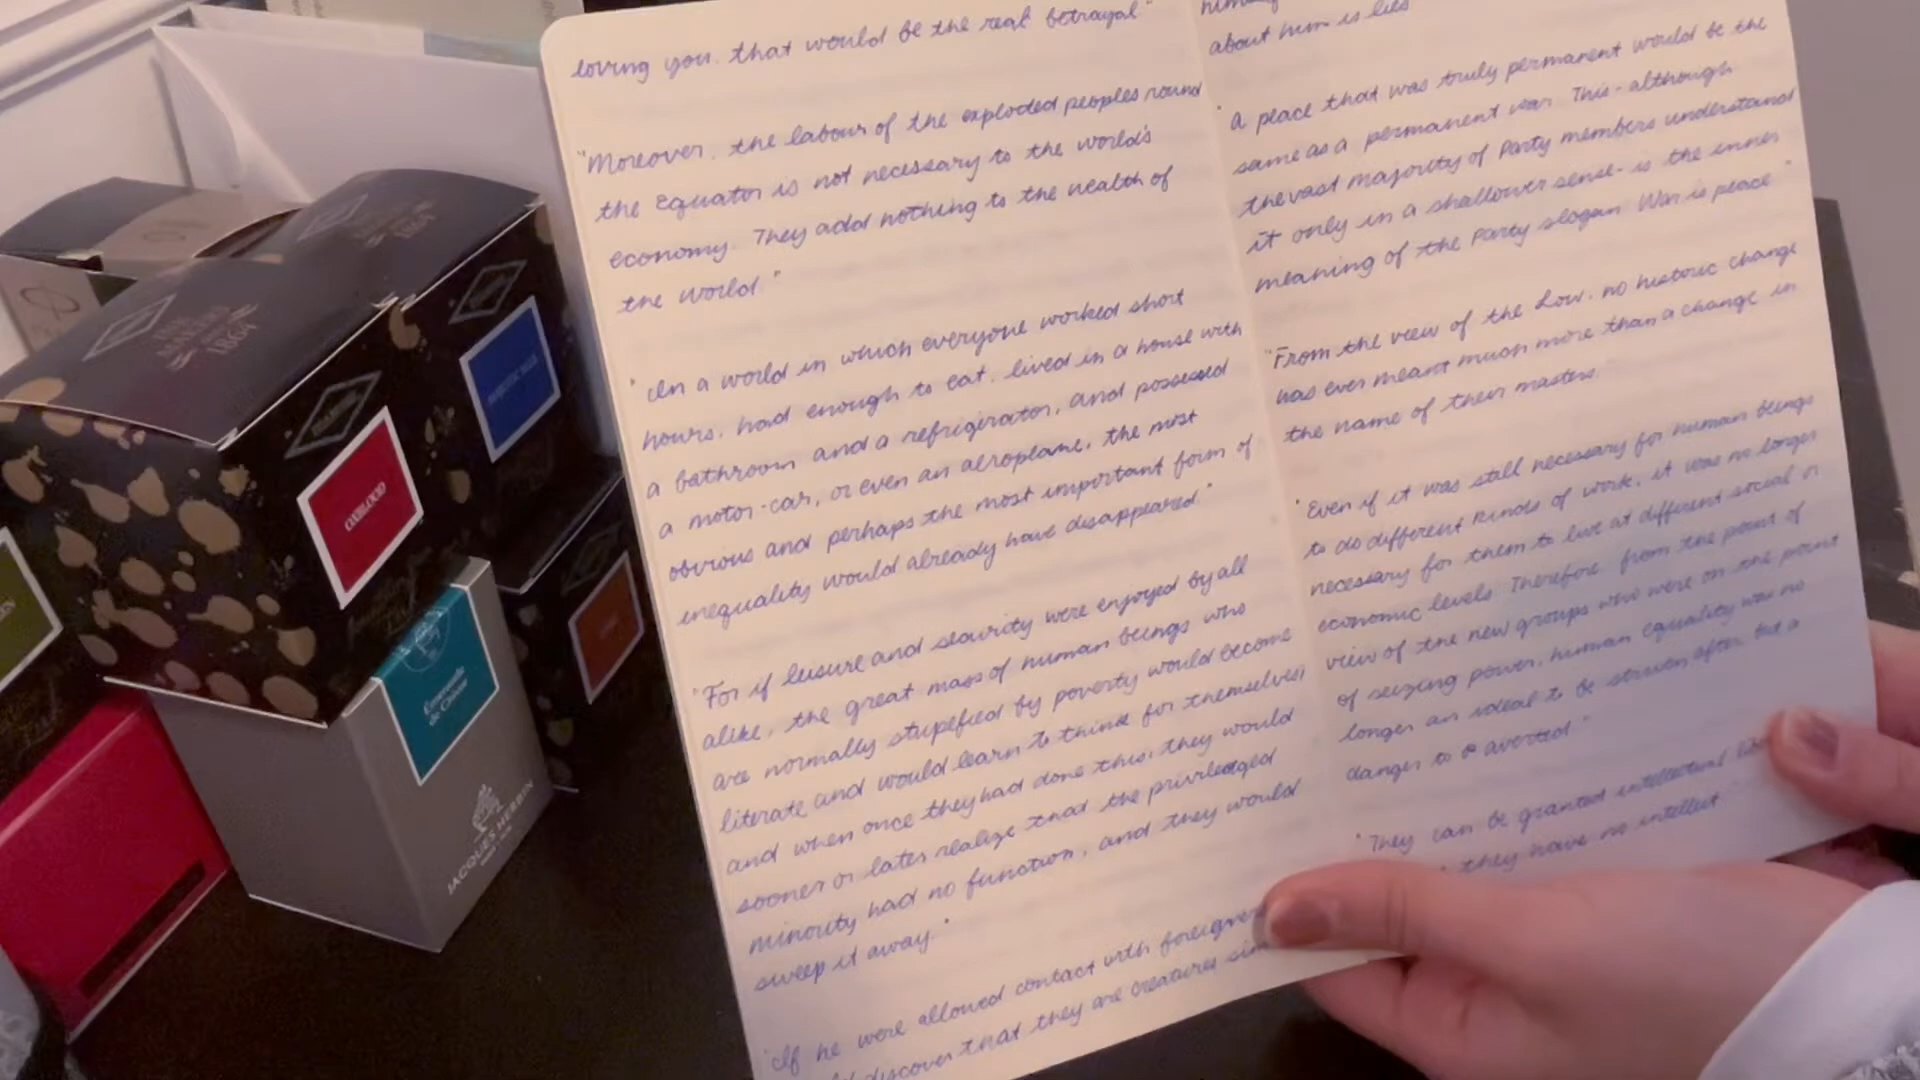 loving you. that would be the real betrayal"
"Moreover, the labour of the exploded peoples round
the Equator is not necessary to the world's
economy. They add nothing to the wealth of
the world."
"In a world in which everyone worked short
hours, had enough to eat, lived in a house with
a bathroom and a refrigirator, and possessed
a motor-car, or even an aeroplane, the most
obvious and perhaps the most important form of
inequality would already have disappeared."
"For if leisure and security were enjoyed by all
alike, the great mass of human beings who
are normally stupefied by poverty would become
literate and would learn to think for themselves;
and when once they had done this, they would
sooner or later realize that the priviledged
minority had no function, and they would
sweep it away."
"If he were allowed contact with foreigners
discover that they are creatures sim
himself
about him is lies
"A peace that was truly permanent would be the
same as a permanent war. This - although
the vast majority of Party members understand
it only in a shallower sense - is the inner
meaning of the Party slogan War is peace"
"From the view of the Low, no historic change
has ever meant much more than a change in
the name of their masters."
"Even if it was still necessary for human beings
to do different kinds of work, it was no longer
necessary for them to live at different social or
economic levels. Therefore, from the point of
view of the new groups who were on the point
of seizing power, human equality was no
longer an ideal to be striven after, but a
danger to be averted."
"They can be granted intellectual
they have no intellect
OXBLOOD
INK
MAKERS
1864
Emeraude
de Chivor
JACQUES HERBIN